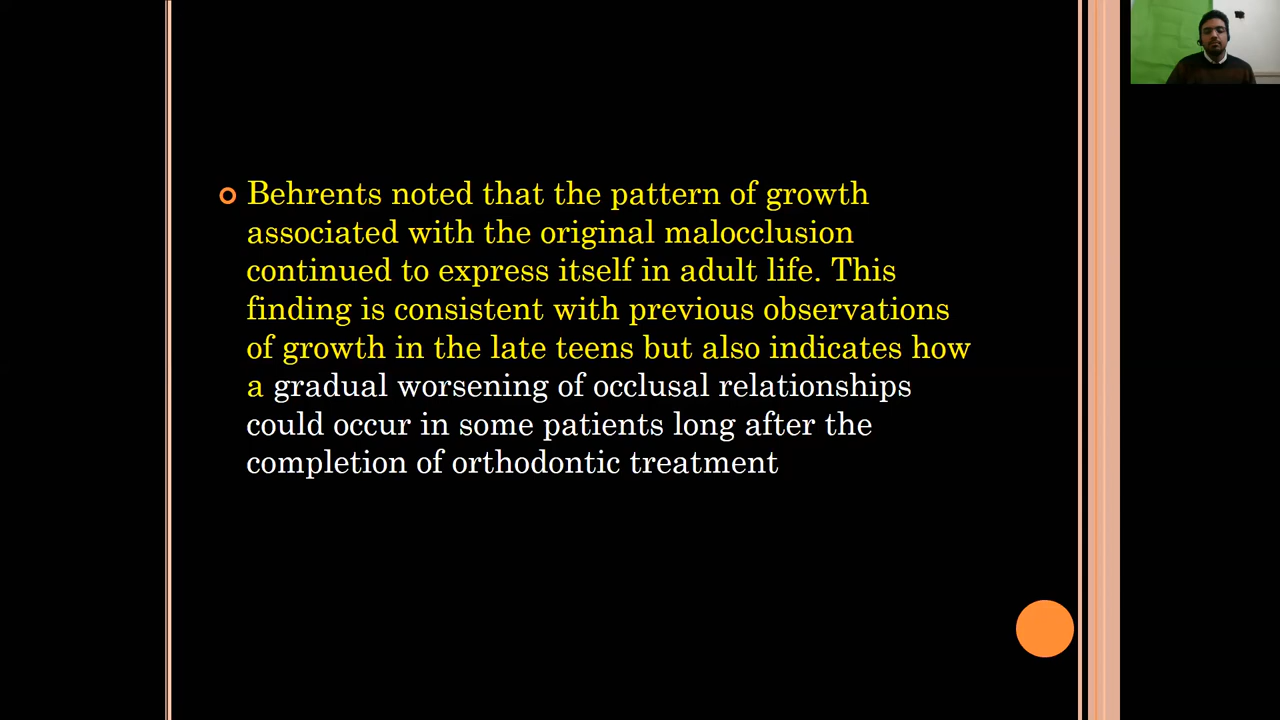 Behrents noted that the pattern of growth
associated with the original malocclusion
continued to express itself in adult life. This
finding is consistent with previous observations
of growth in the late teens but also indicates how
a gradual worsening of occlusal relationships
could occur in some patients long after the
completion of orthodontic treatment